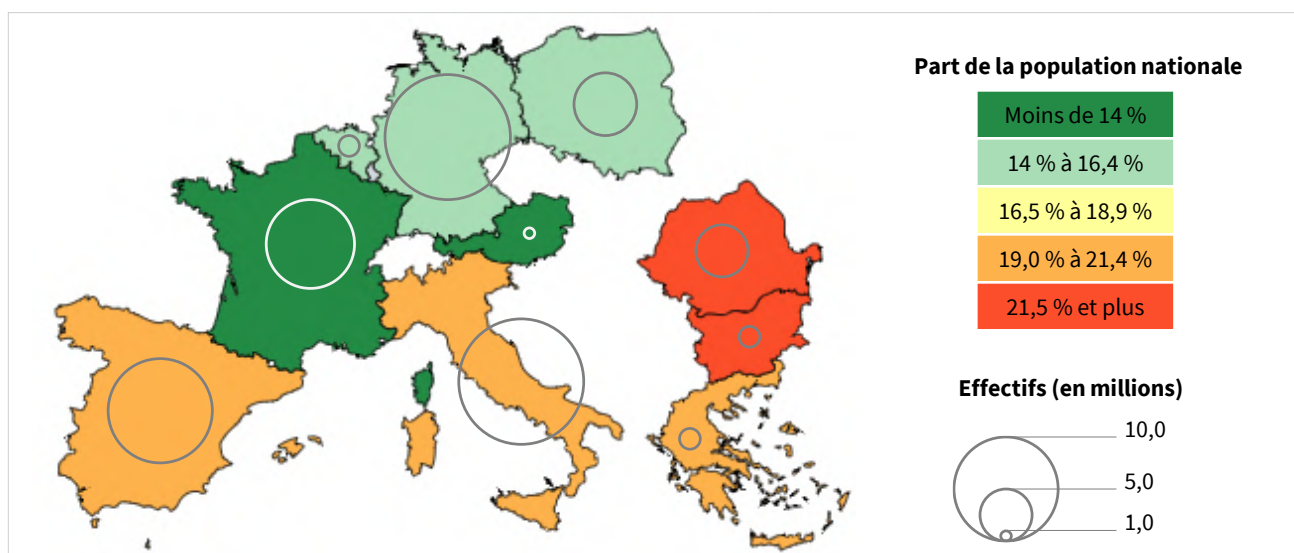 Part de la population nationale
Moins de 14 %
14 % à 16,4 %
16,5 % à 18,9 %
19,0 % à 21,4 %
21,5 % et plus
Effectifs (en millions)
10,0
5,0
1,0